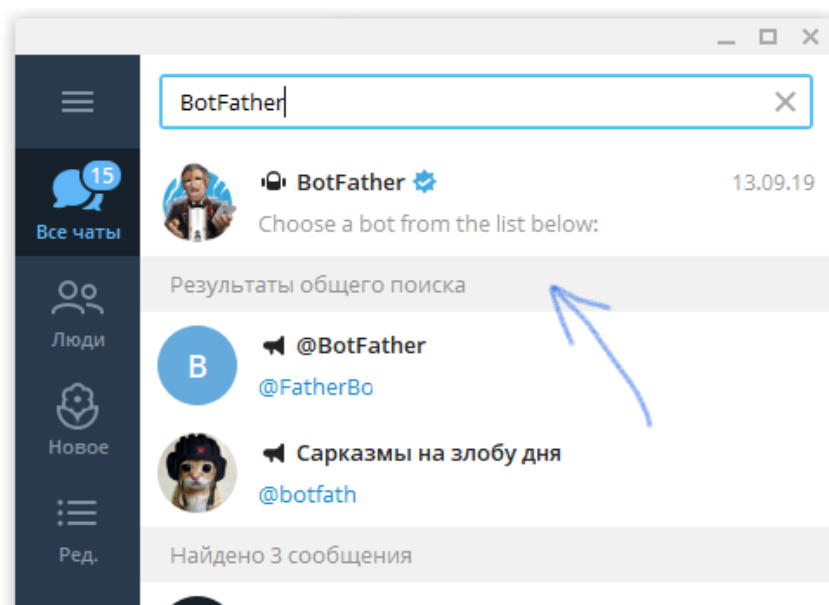 BotFather
15
Все чаты
BotFather
13.09.19
Choose a bot from the list below:
Результаты общего поиска
Люди
B
@BotFather
@FatherBo
Новое
Сарказмы на злобу дня
@botfath
Ред.
Найдено 3 сообщения